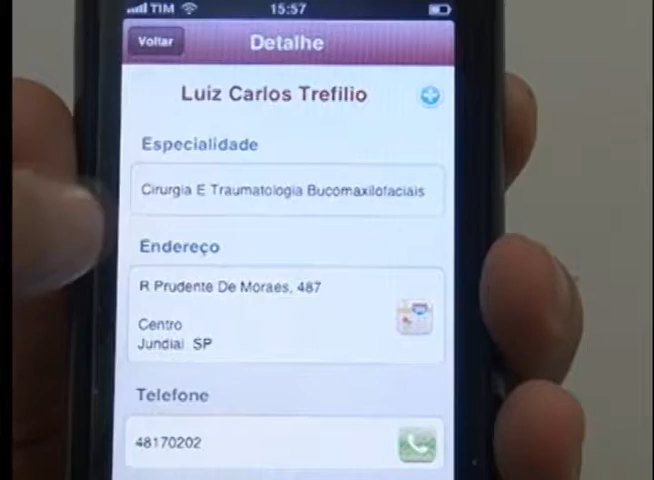 TIM 15:57
Voltar Detalhe
Luiz Carlos Trefilio
Especialidade
Cirurgia E Traumatologia Bucomaxilofaciais
Endereço
R Prudente De Moraes, 487
Centro
Jundiai SP
Telefone
48170202